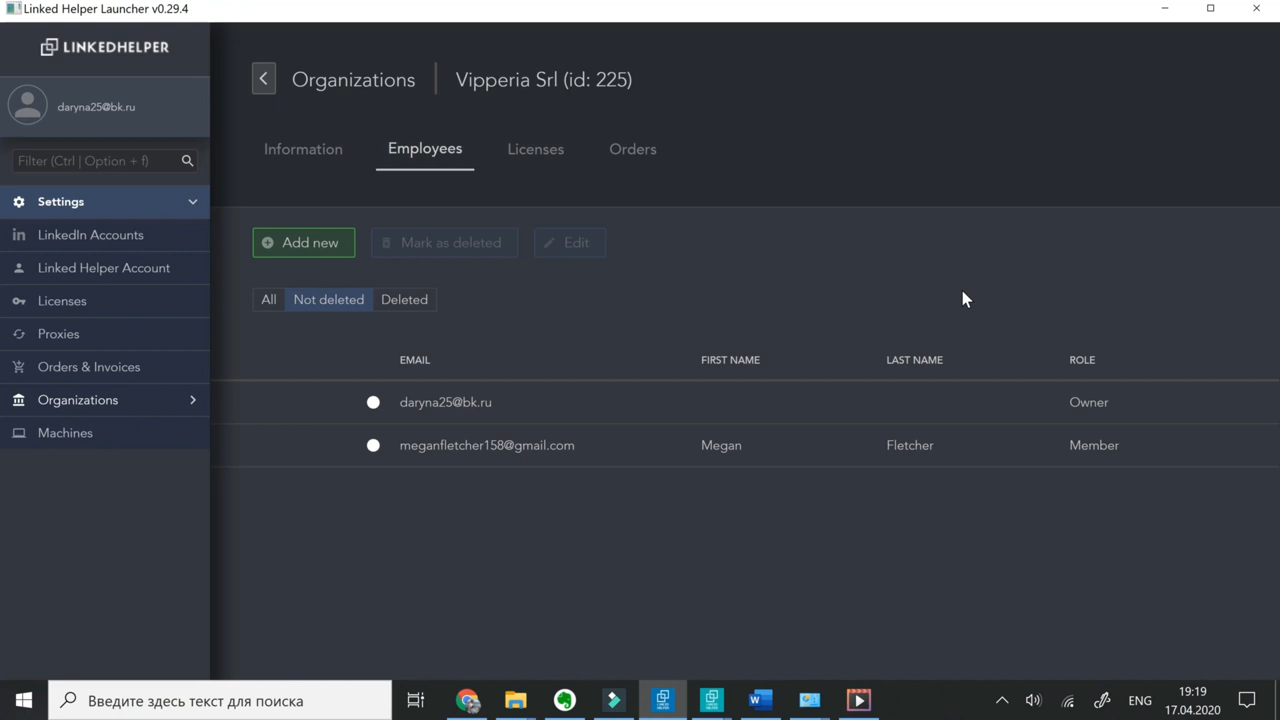 Linked Helper Launcher v0.29.4
LINKEDHELPER
daryna25@bk.ru
Filter (Ctrl | Option + f)
Settings
LinkedIn Accounts
Linked Helper Account
Licenses
Proxies
Orders & Invoices
Organizations
Machines
Organizations | Vipperia Srl (id: 225)
Information Employees Licenses Orders
Add new Mark as deleted Edit
All Not deleted Deleted
EMAIL FIRST NAME LAST NAME ROLE
daryna25@bk.ru Owner
meganfletcher158@gmail.com Megan Fletcher Member
Введите здесь текст для поиска
ENG
19:19
17.04.2020